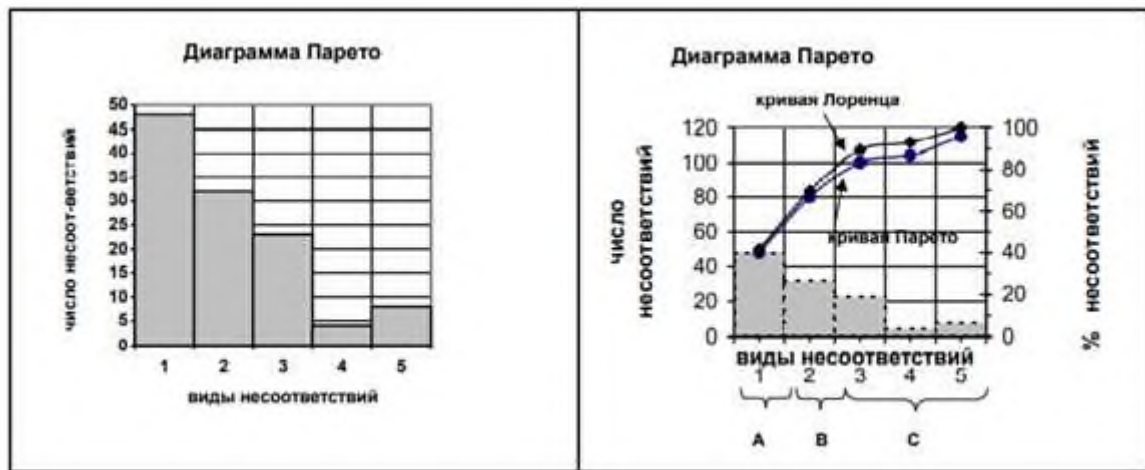 Диаграмма Парето
число несоот-ветствий
50
45
40
35
30
25
20
15
10
5
0
1 2 3 4 5
виды несоответствий
Диаграмма Парето
кривая Лоренца
число
несоответствий
120
100
80
60
40
20
0
кривая Парето
100
80
60
40
20
0
% несоответствий
виды несоответствий
1 2 3 4 5
А В С